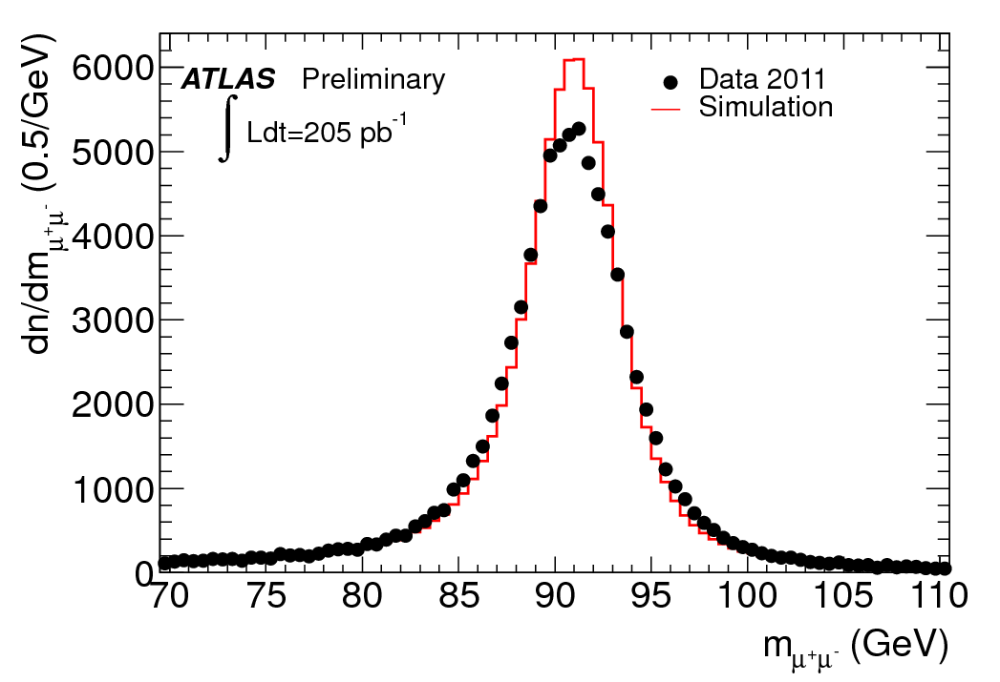 dn/dmμ+μ- (0.5/GeV)
6000
5000
4000
3000
2000
1000
0
ATLAS Preliminary
∫ Ldt=205 pb-1
Data 2011
Simulation
70 75 80 85 90 95 100 105 110
mμ+μ- (GeV)